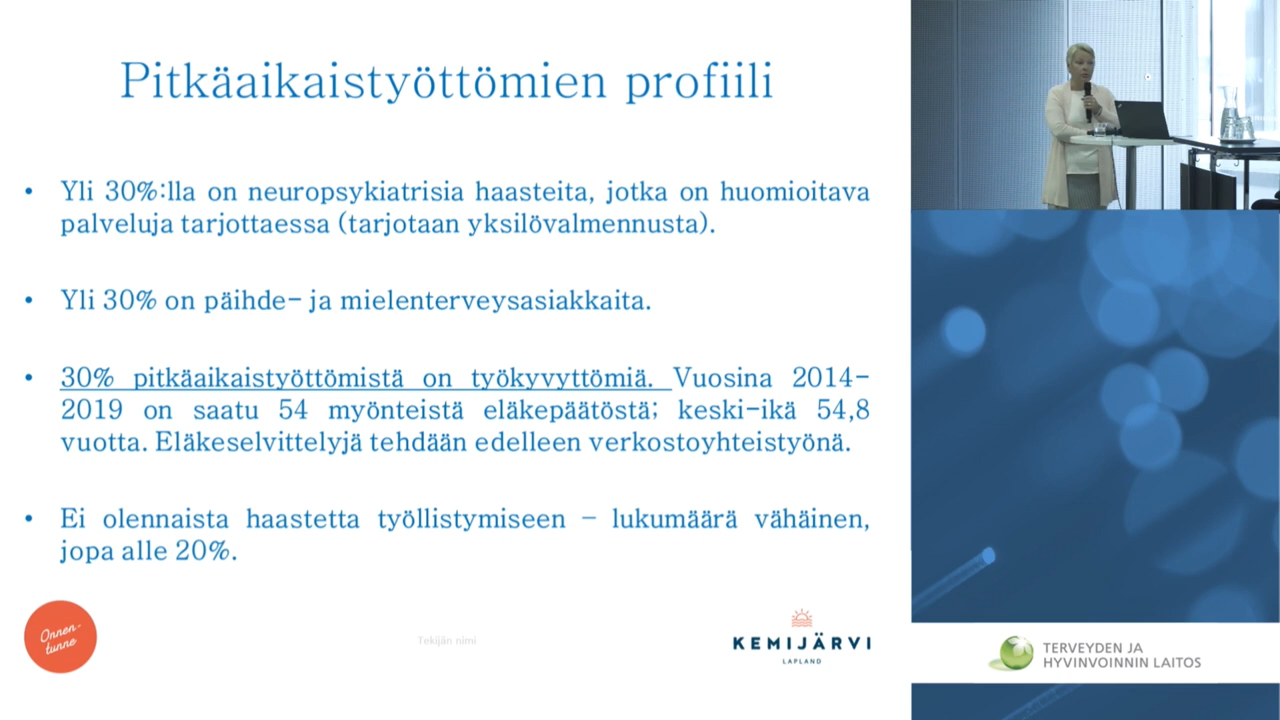 Pitkäaikaistyöttömien profiili
• Yli 30%:lla on neuropsykiatrisia haasteita, jotka on huomioitava
palveluja tarjottaessa (tarjotaan yksilövalmennusta).
• Yli 30% on päihde- ja mielenterveysasiakkaita.
• 30% pitkäaikaistyöttömistä on työkyvyttömiä. Vuosina 2014-
2019 on saatu 54 myönteistä eläkepäätöstä; keski-ikä 54,8
vuotta. Eläkeselvittelyjä tehdään edelleen verkostoyhteistyönä.
• Ei olennaista haastetta työllistymiseen – lukumäärä vähäinen,
jopa alle 20%.
Onnen-
tunne
Tekijän nimi
KEMIJÄRVI
LAPLAND
TERVEYDEN JA
HYVINVOINNIN LAITOS